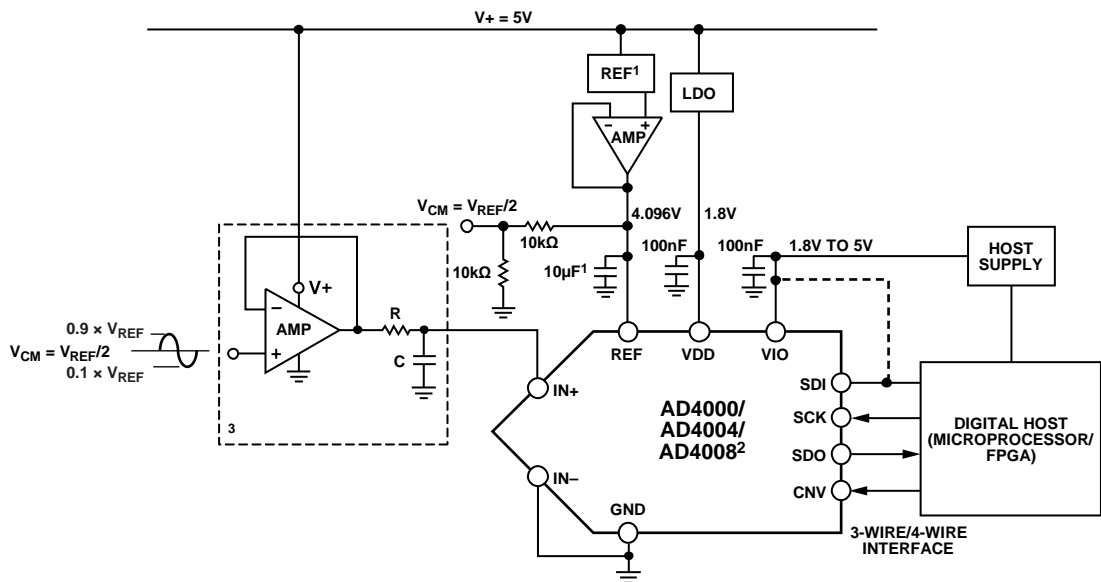 V+ = 5V
REF1
LDO
AMP
VCM = VREF/2
4.096V
1.8V
10kΩ
10kΩ
10µF1
100nF
100nF
1.8V TO 5V
HOST
SUPPLY
V+
AMP
R
C
0.9 × VREF
VCM = VREF/2
0.1 × VREF
3
REF
VDD
VIO
IN+
IN−
GND
AD4000/
AD4004/
AD40082
SDI
SCK
SDO
CNV
DIGITAL HOST
(MICROPROCESSOR/
FPGA)
3-WIRE/4-WIRE
INTERFACE